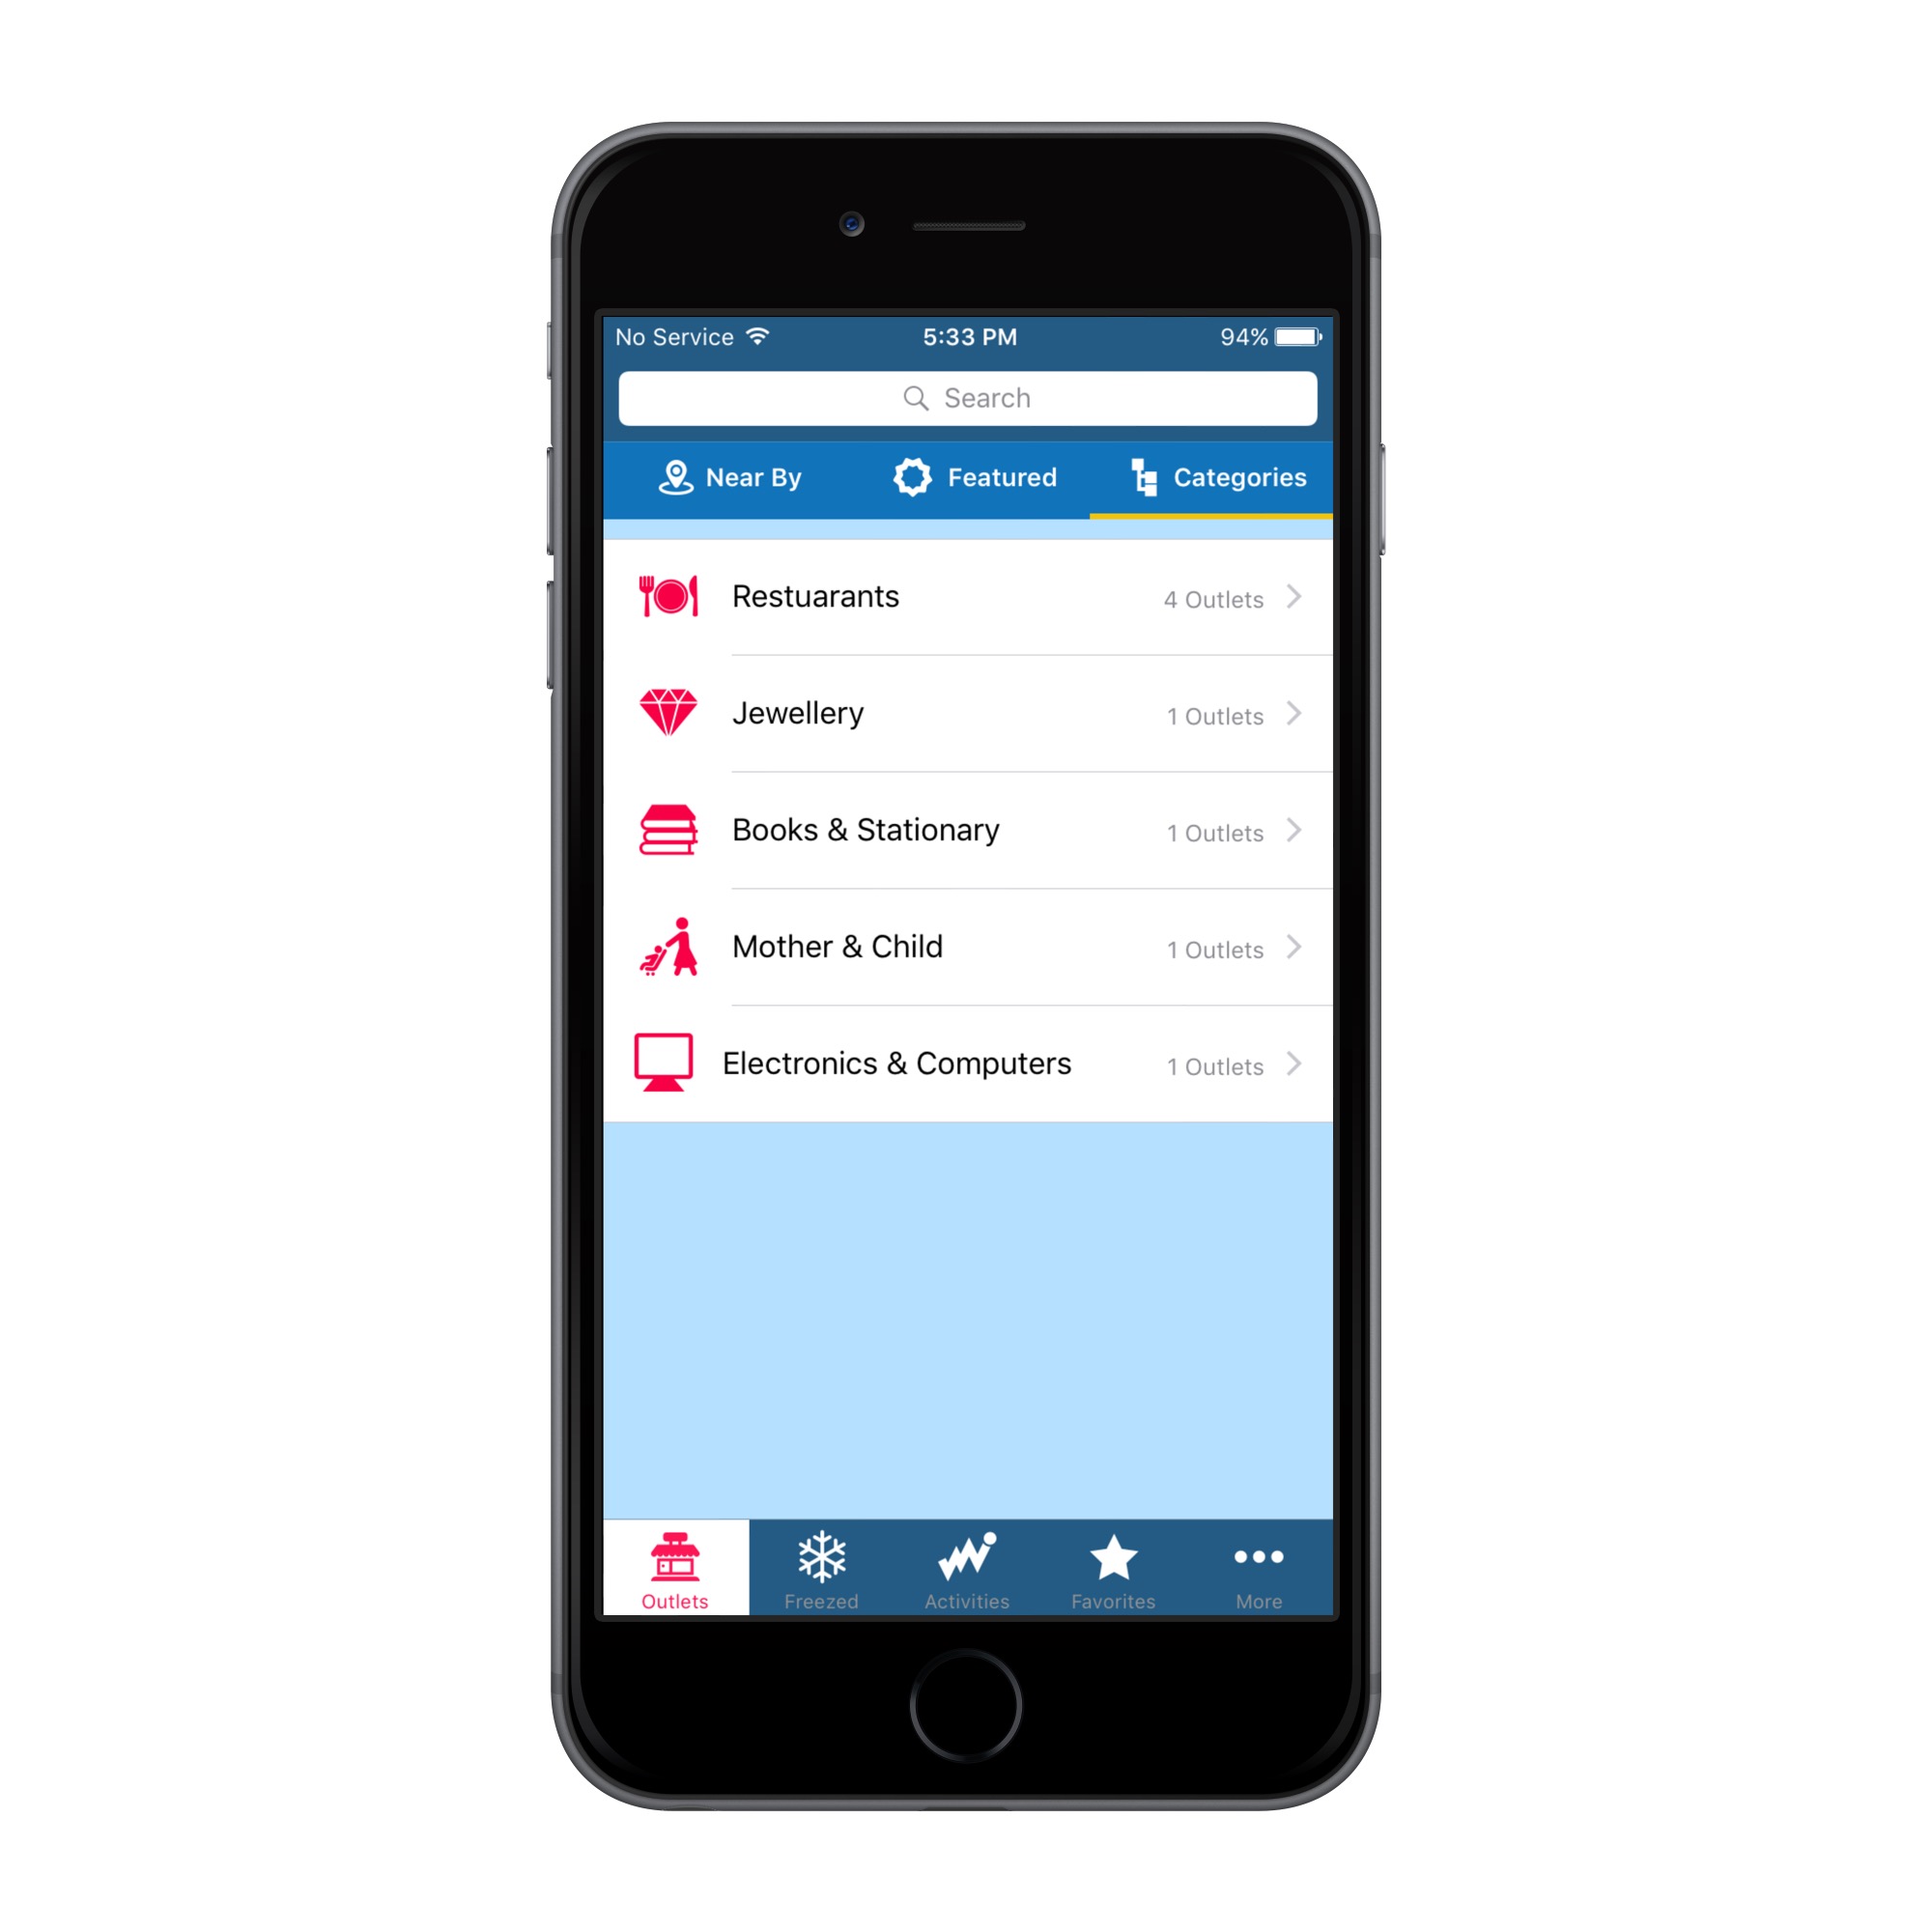 No Service 5:33 PM 94%
Search
Near By Featured Categories
Restuarants 4 Outlets
Jewellery 1 Outlets
Books & Stationary 1 Outlets
Mother & Child 1 Outlets
Electronics & Computers 1 Outlets
Outlets Freezed Activities Favorites More